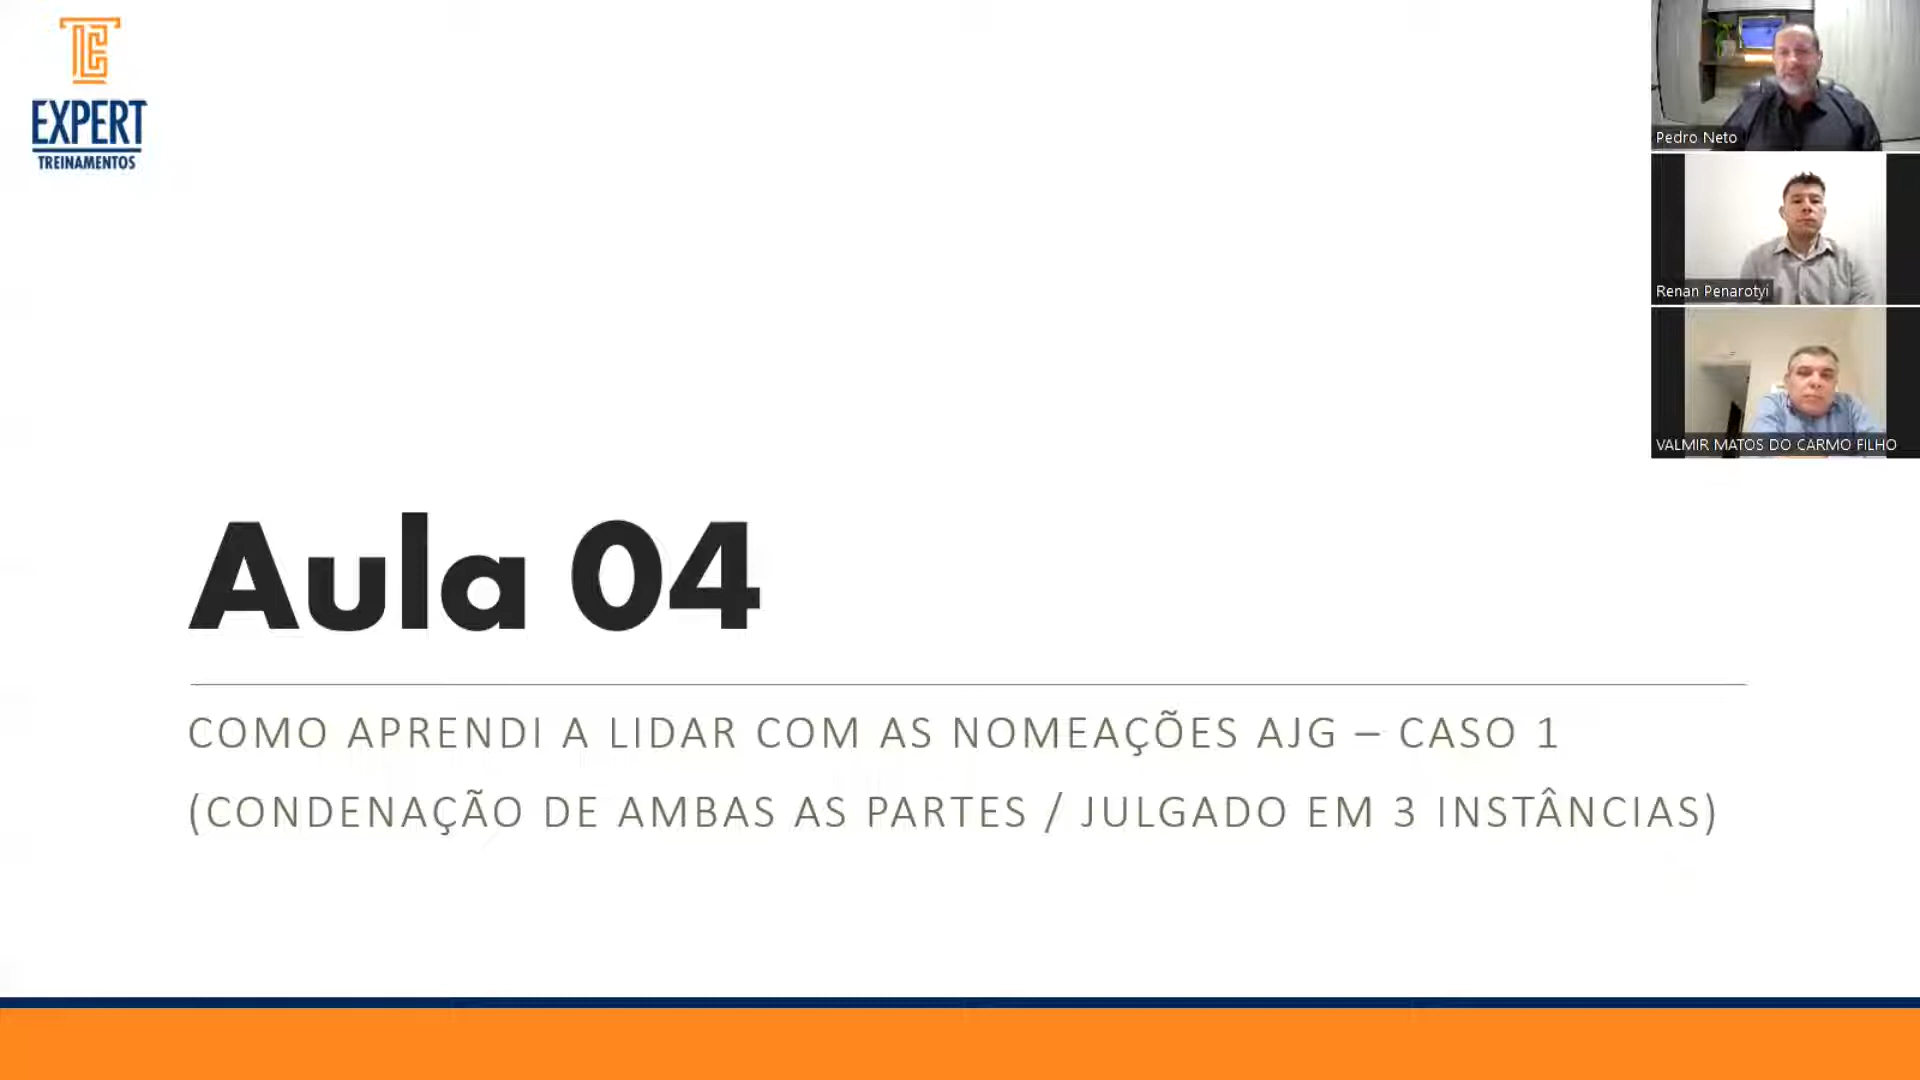 EXPERT
TREINAMENTOS
Pedro Neto
Renan Penarotyi
VALMIR MATOS DO CARMO FILHO
Aula 04
COMO APRENDI A LIDAR COM AS NOMEAÇÕES AJG – CASO 1
(CONDENAÇÃO DE AMBAS AS PARTES / JULGADO EM 3 INSTÂNCIAS)